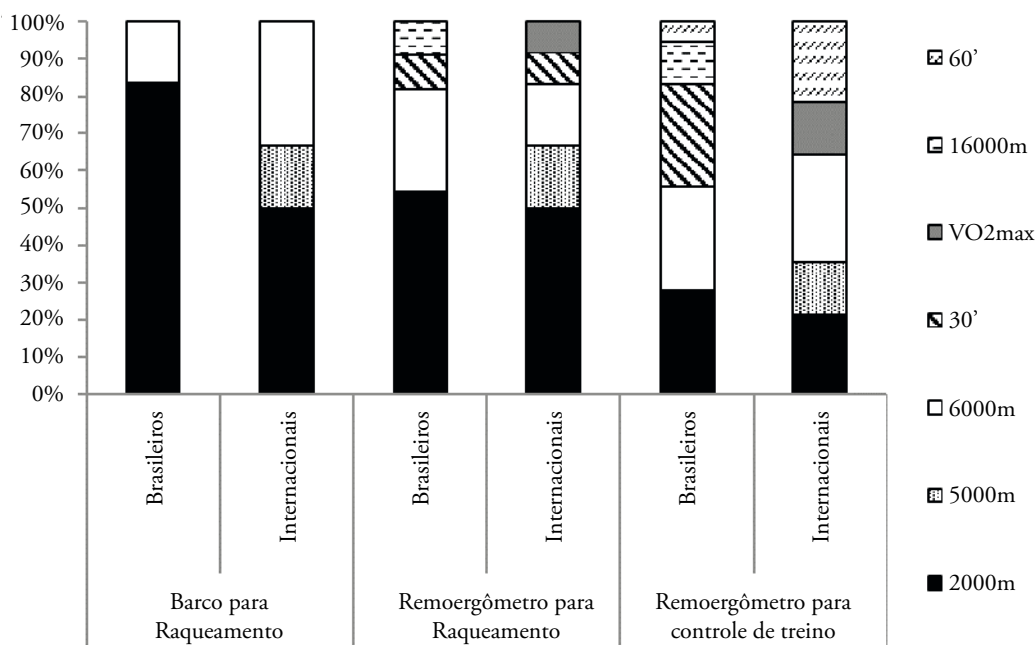 100%
90%
80%
70%
60%
50%
40%
30%
20%
10%
0%
Brasileiros
Internacionais
Brasileiros
Internacionais
Brasileiros
Internacionais
Barco para
Raqueamento
Remoergômetro para
Raqueamento
Remoergômetro para
controle de treino
60’
16000m
VO2max
30’
6000m
5000m
2000m